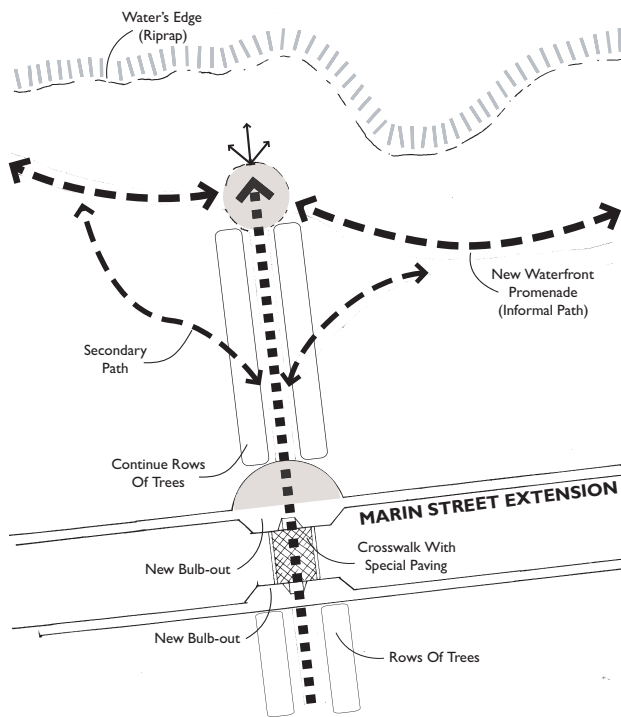 Water's Edge
(Riprap)
New Waterfront
Promenade
(Informal Path)
Secondary
Path
Continue Rows
Of Trees
MARIN STREET EXTENSION
Crosswalk With
Special Paving
New Bulb-out
New Bulb-out
Rows Of Trees